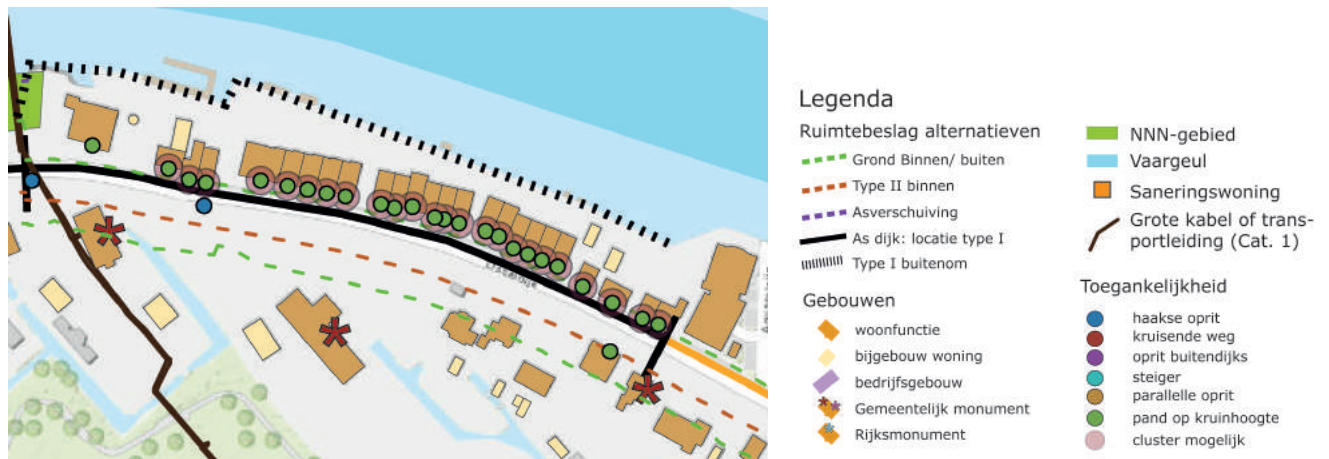 Legenda
Ruimtebeslag alternatieven
Grond Binnen/ buiten
Type II binnen
Asverschuiving
As dijk: locatie type I
Type I buitenom
Gebouwen
woonfunctie
bijgebouw woning
bedrijfsgebouw
Gemeentelijk monument
Rijksmonument
NNN-gebied
Vaargeul
Saneringswoning
Grote kabel of trans-
portleiding (Cat. 1)
Toegankelijkheid
haakse oprit
kruisende weg
oprit buitendijks
steiger
parallelle oprit
pand op kruinhoogte
cluster mogelijk